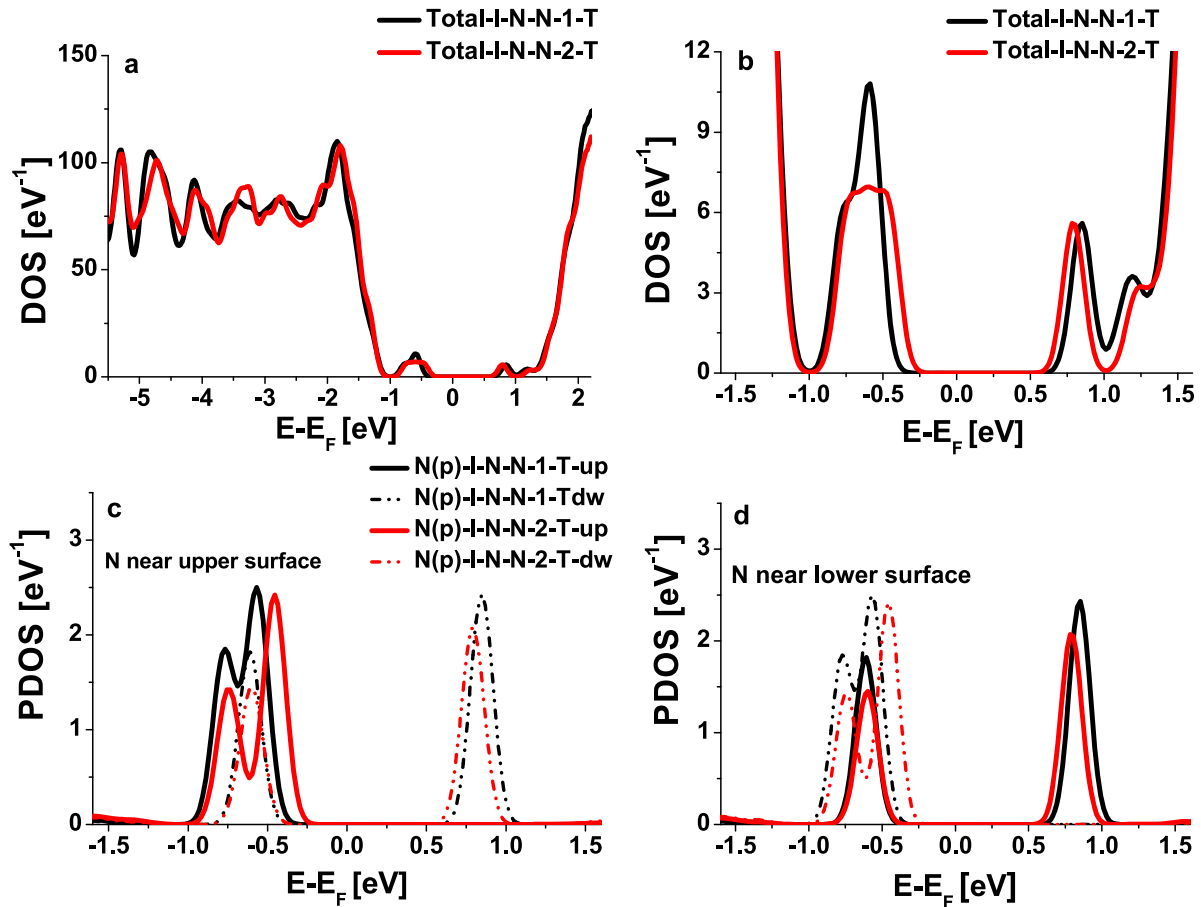 Total-I-N-N-1-T
Total-I-N-N-2-T
a
150
100
50
0
DOS [eV-1]
-5 -4 -3 -2 -1 0 1 2
E-EF [eV]
Total-I-N-N-1-T
Total-I-N-N-2-T
b
12
9
6
3
0
DOS [eV-1]
-1.5 -1.0 -0.5 0.0 0.5 1.0 1.5
E-EF [eV]
N(p)-I-N-N-1-T-up
N(p)-I-N-N-1-Tdw
N(p)-I-N-N-2-T-up
N(p)-I-N-N-2-T-dw
c
N near upper surface
3
2
1
0
PDOS [eV-1]
-1.5 -1.0 -0.5 0.0 0.5 1.0 1.5
E-EF [eV]
d
N near lower surface
3
2
1
0
PDOS [eV-1]
-1.5 -1.0 -0.5 0.0 0.5 1.0 1.5
E-EF [eV]